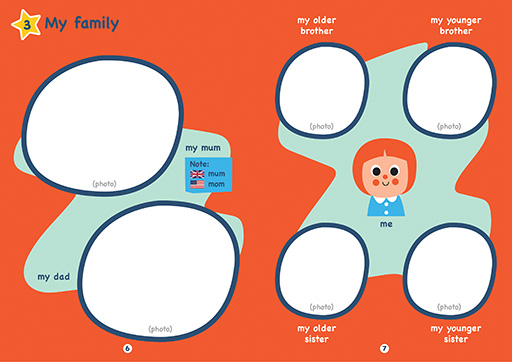 3 My family
(photo)
my mum
Note:
mum
mom
my dad
(photo)
6
my older
brother
(photo)
my younger
brother
(photo)
me
(photo)
my older
sister
(photo)
my younger
sister
7